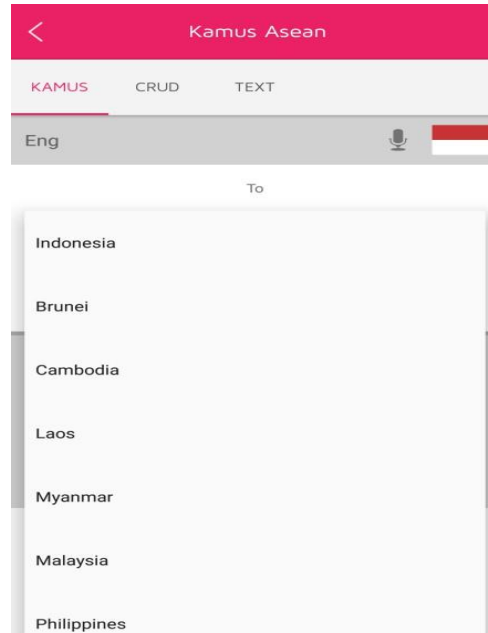 Kamus Asean
KAMUS CRUD TEXT
Eng
To
Indonesia
Brunei
Cambodia
Laos
Myanmar
Malaysia
Philippines